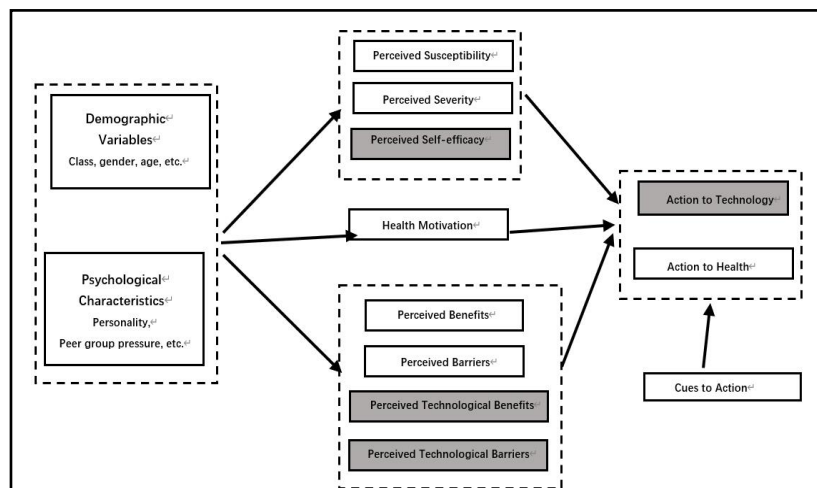 Demographic
Variables
Class, gender, age, etc.
Psychological
Characteristics
Personality,
Peer group pressure, etc.
Perceived Susceptibility
Perceived Severity
Perceived Self-efficacy
Health Motivation
Perceived Benefits
Perceived Barriers
Perceived Technological Benefits
Perceived Technological Barriers
Action to Technology
Action to Health
Cues to Action